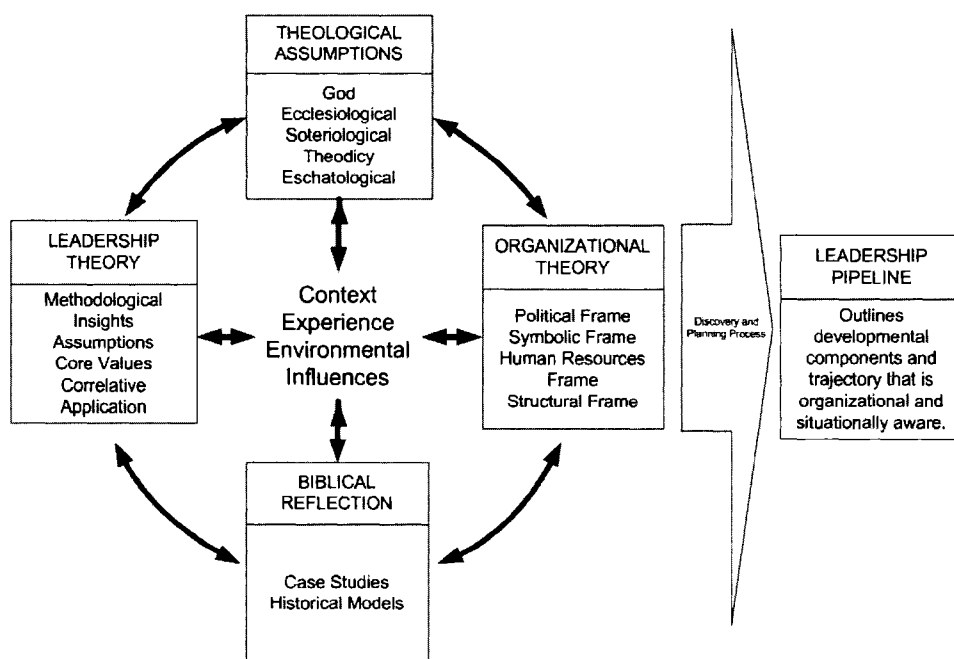 THEOLOGICAL
ASSUMPTIONS
God
Ecclesiological
Soteriological
Theodicy
Eschatological
LEADERSHIP
THEORY
Methodological
Insights
Assumptions
Core Values
Correlative
Application
Context
Experience
Environmental
Influences
ORGANIZATIONAL
THEORY
Political Frame
Symbolic Frame
Human Resources
Frame
Structural Frame
BIBLICAL
REFLECTION
Case Studies
Historical Models
Discovery and
Planning Process
LEADERSHIP
PIPELINE
Outlines
developmental
components and
trajectory that is
organizational and
situationally aware.